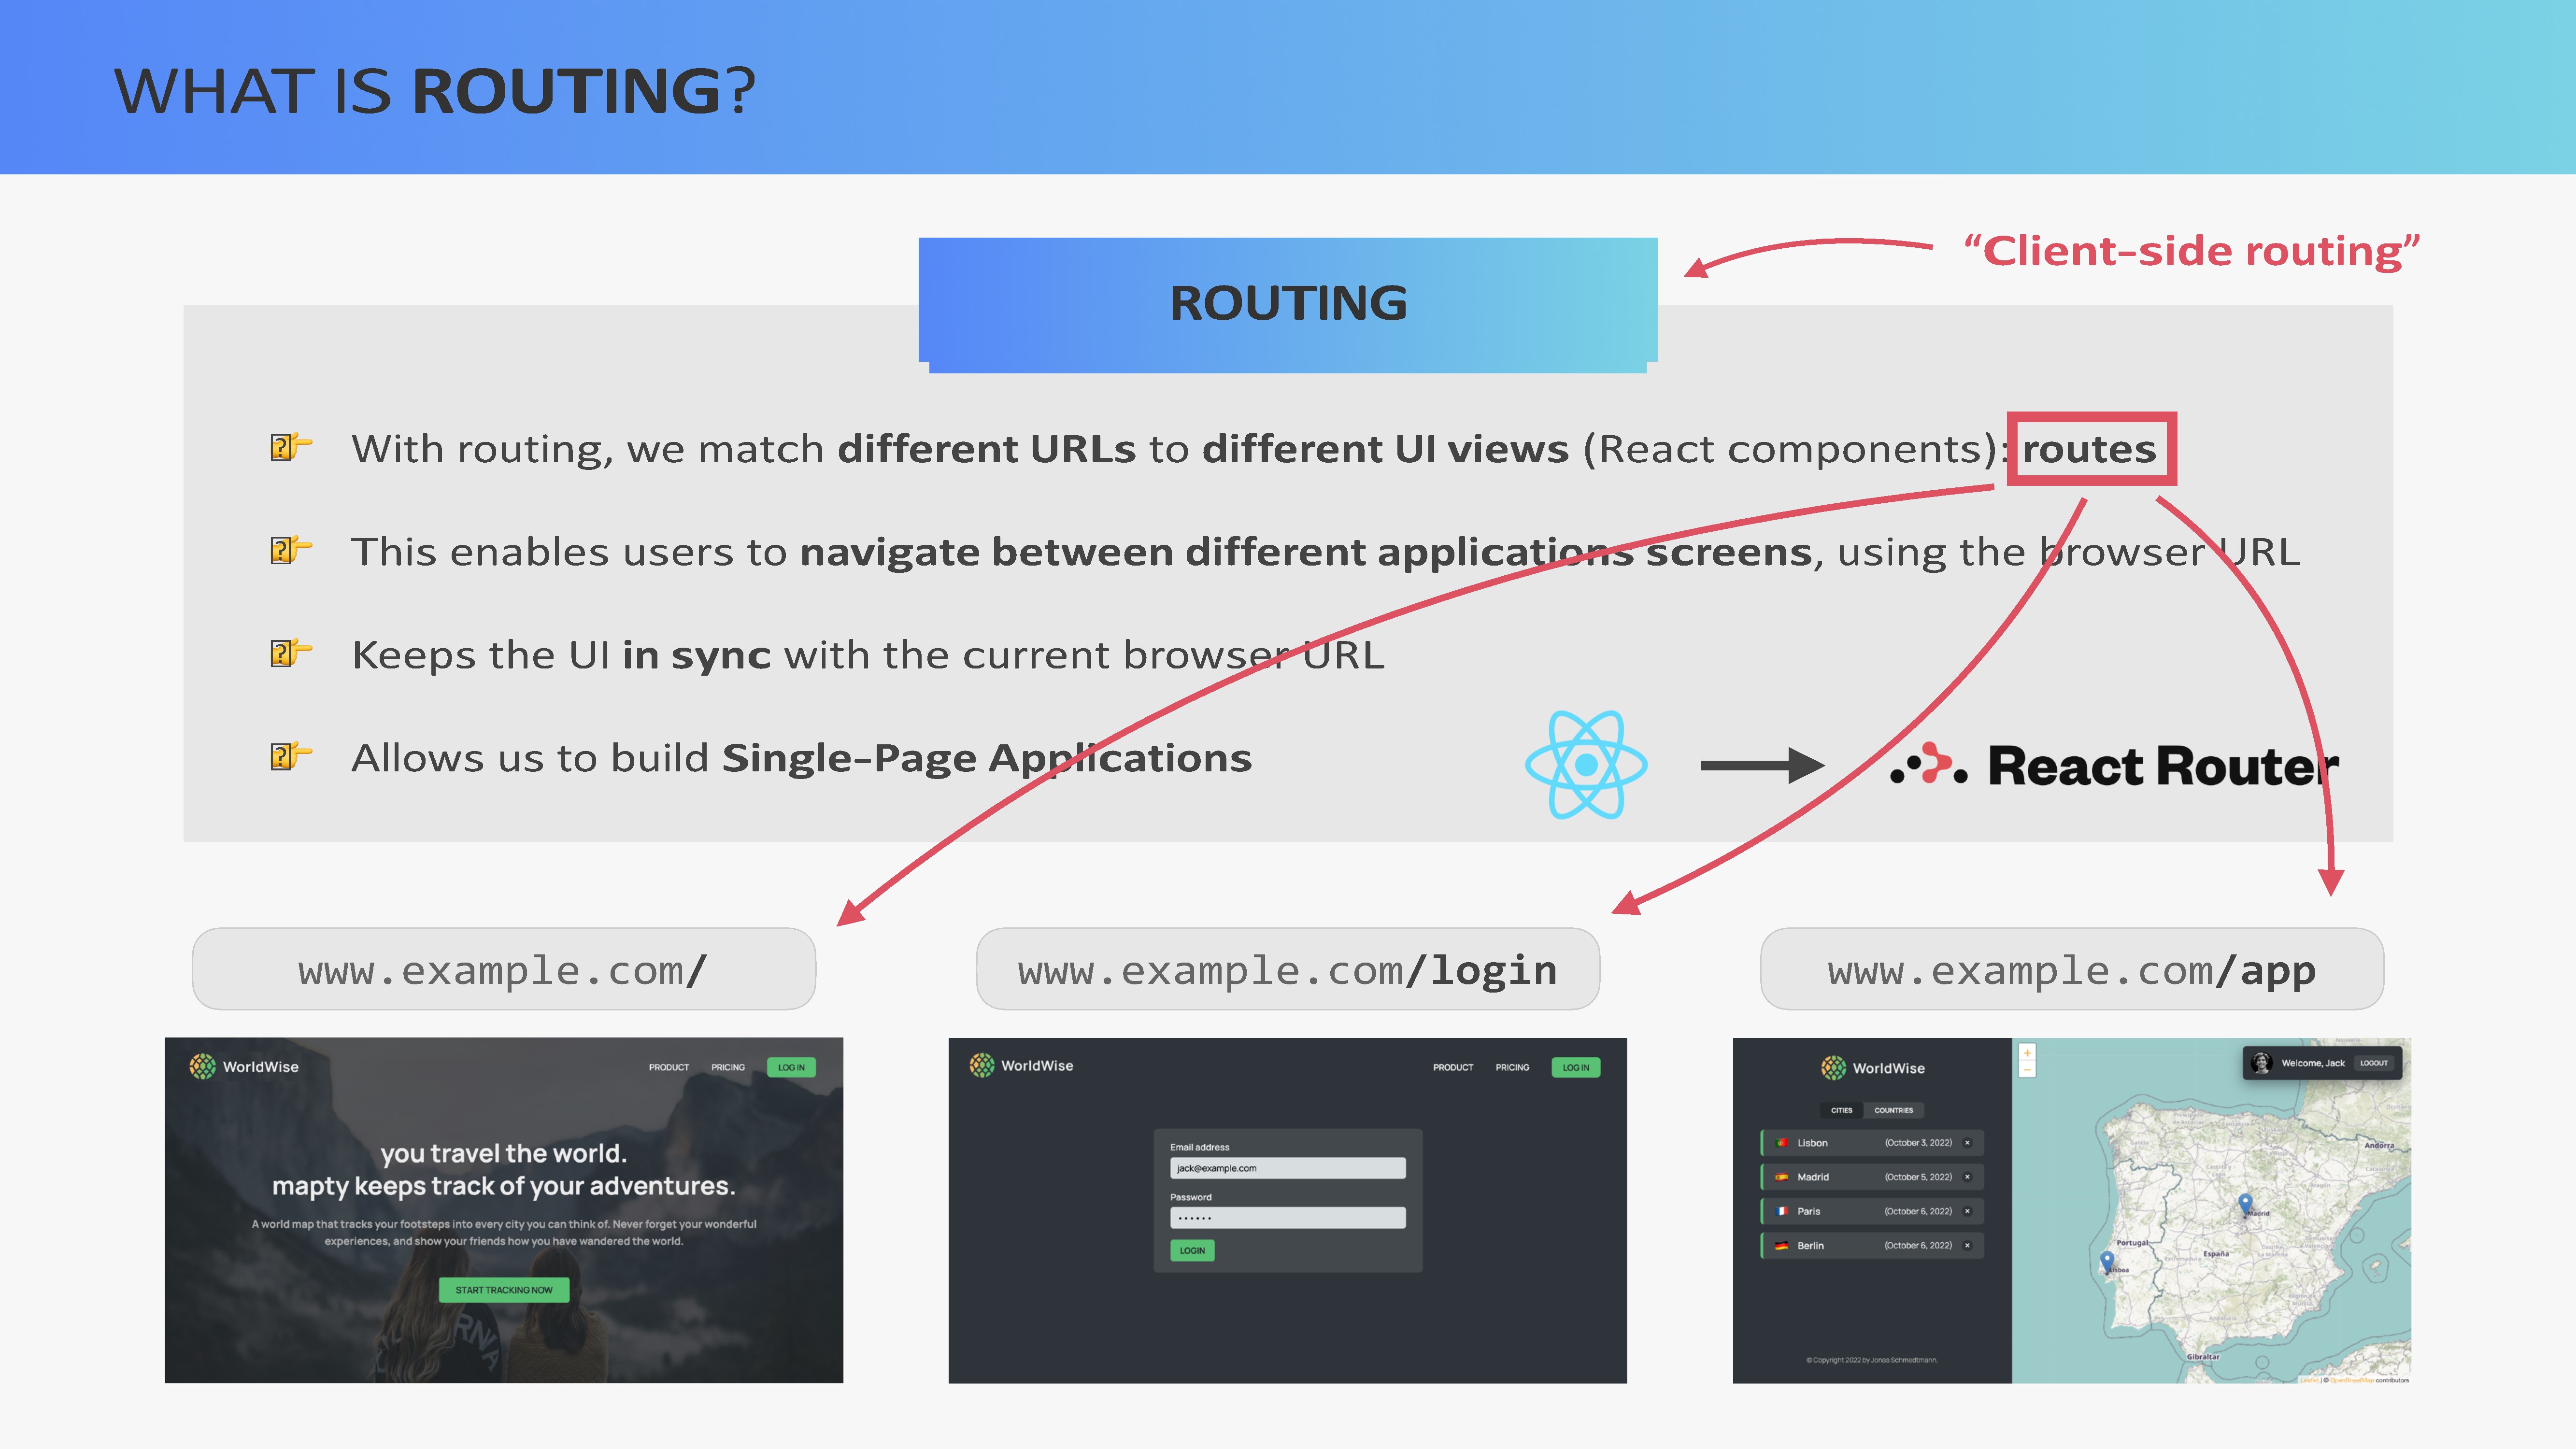 WHAT IS ROUTING?
“Client-side routing”
ROUTING
With routing, we match different URLs to different UI views (React components): routes
This enables users to navigate between different applications screens, using the browser URL
Keeps the UI in sync with the current browser URL
Allows us to build Single-Page Applications
React Router
www.example.com/
www.example.com/login
www.example.com/app
WorldWise
PRODUCT PRICING LOG IN
you travel the world.
mapty keeps track of your adventures.
A world map that tracks your footsteps into every city you can think of. Never forget your wonderful
experiences, and show your friends how you have wandered the world.
START TRACKING NOW
RNA
WorldWise
PRODUCT PRICING LOG IN
Email address
jack@example.com
Password
LOGIN
WorldWise
CITIES COUNTRIES
Lisbon (October 3, 2022) ×
Madrid (October 5, 2022) ×
Paris (October 6, 2022) ×
Berlin (October 6, 2022) ×
© Copyright 2022 by Jonas Schmedtmann.
+
−
Welcome, Jack LOGOUT
Andorra
Madrid
Portugal
España
Lisboa
Gibraltar
Leaflet | © OpenStreetMap contributors